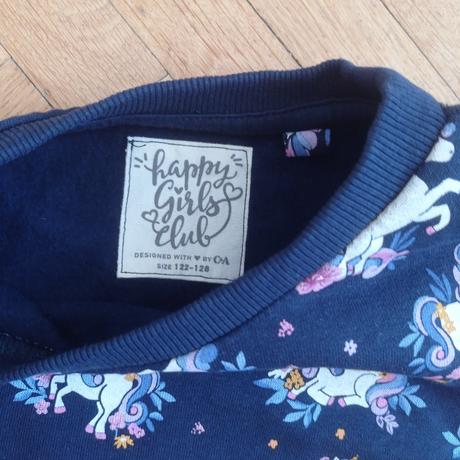 happy
Girls
club
DESIGNED WITH ♥ BY C&A
SIZE 122-128